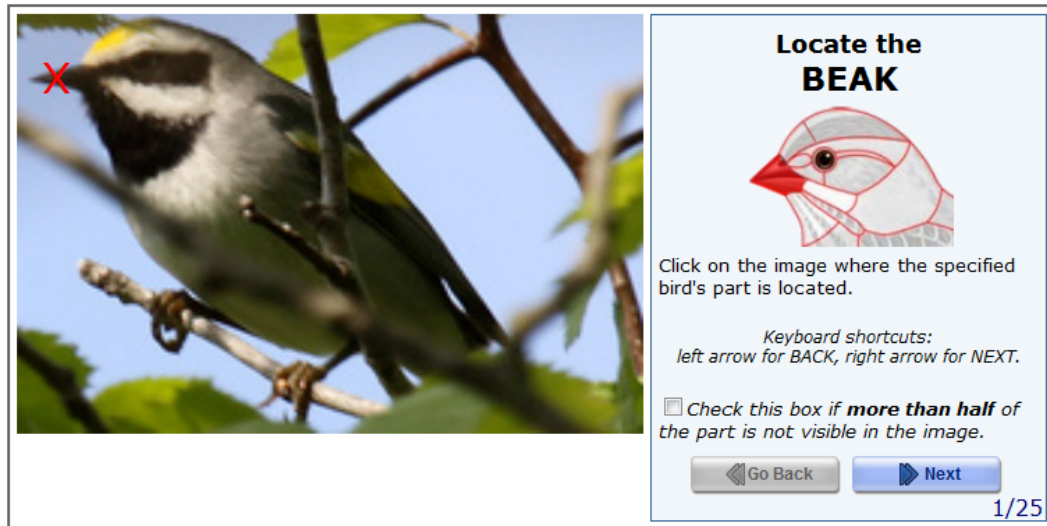 X
Locate the
BEAK
Click on the image where the specified
bird's part is located.
Keyboard shortcuts:
left arrow for BACK, right arrow for NEXT.
Check this box if more than half of
the part is not visible in the image.
Go Back
Next
1/25